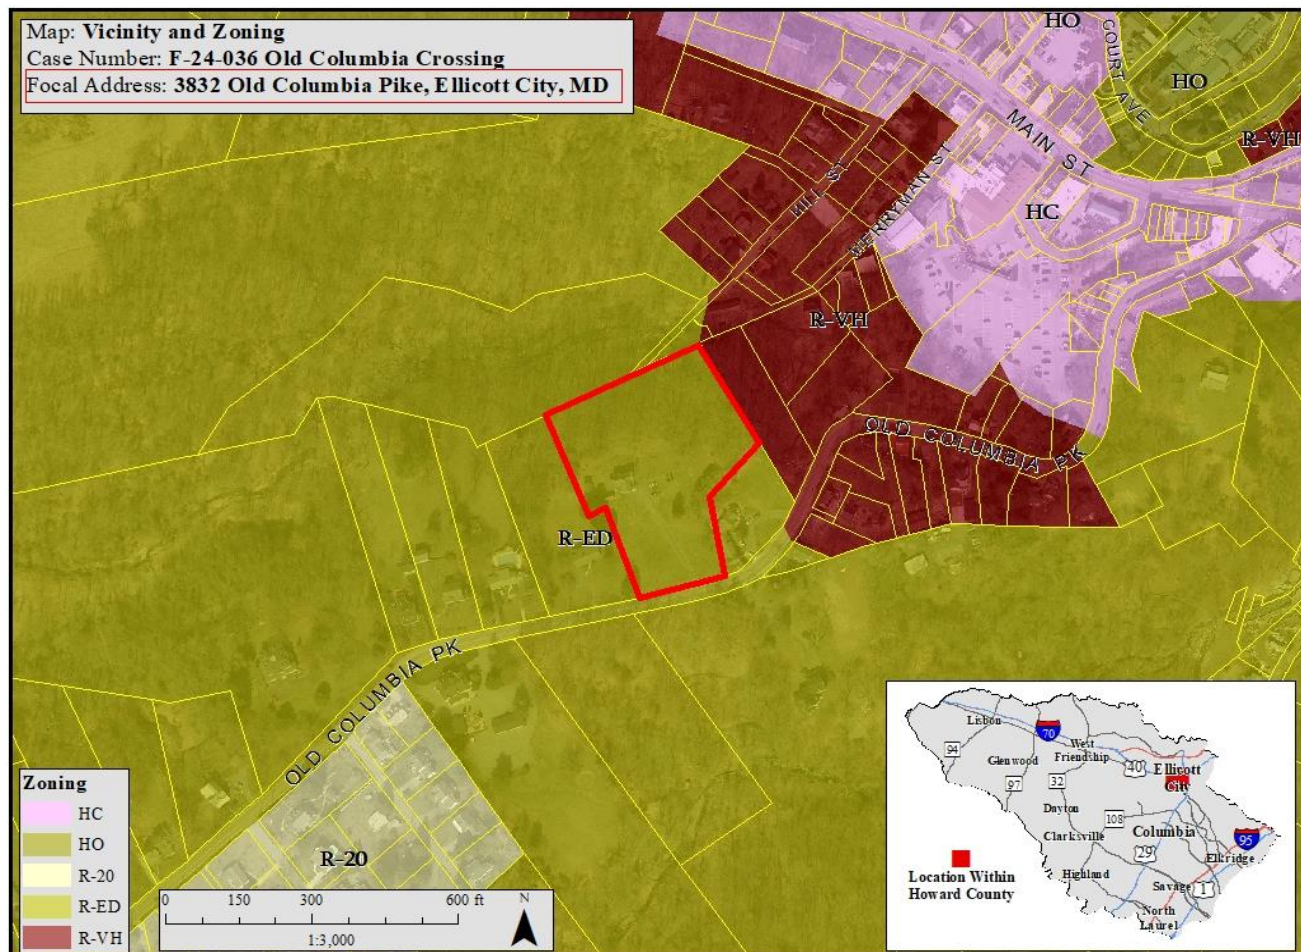 Map: Vicinity and Zoning
Case Number: F-24-036 Old Columbia Crossing
Focal Address: 3832 Old Columbia Pike, Ellicott City, MD
HO
COURT AVE
HO
MAIN ST
R-VH
HILL ST
MERRYMAN ST
HC
R-VH
OLD COLUMBIA PK
R-ED
OLD COLUMBIA PK
R-20
Zoning
HC
HO
R-20
R-ED
R-VH
0 150 300 600 ft
1:3,000
N
Lisbon
70
94
Glenwood
West
Friendship
40
Ellicott
City
97
32
Dayton
108
Clarksville
Columbia
95
29
Elkridge
Highland
Savage
1
North
Laurel
Location Within
Howard County